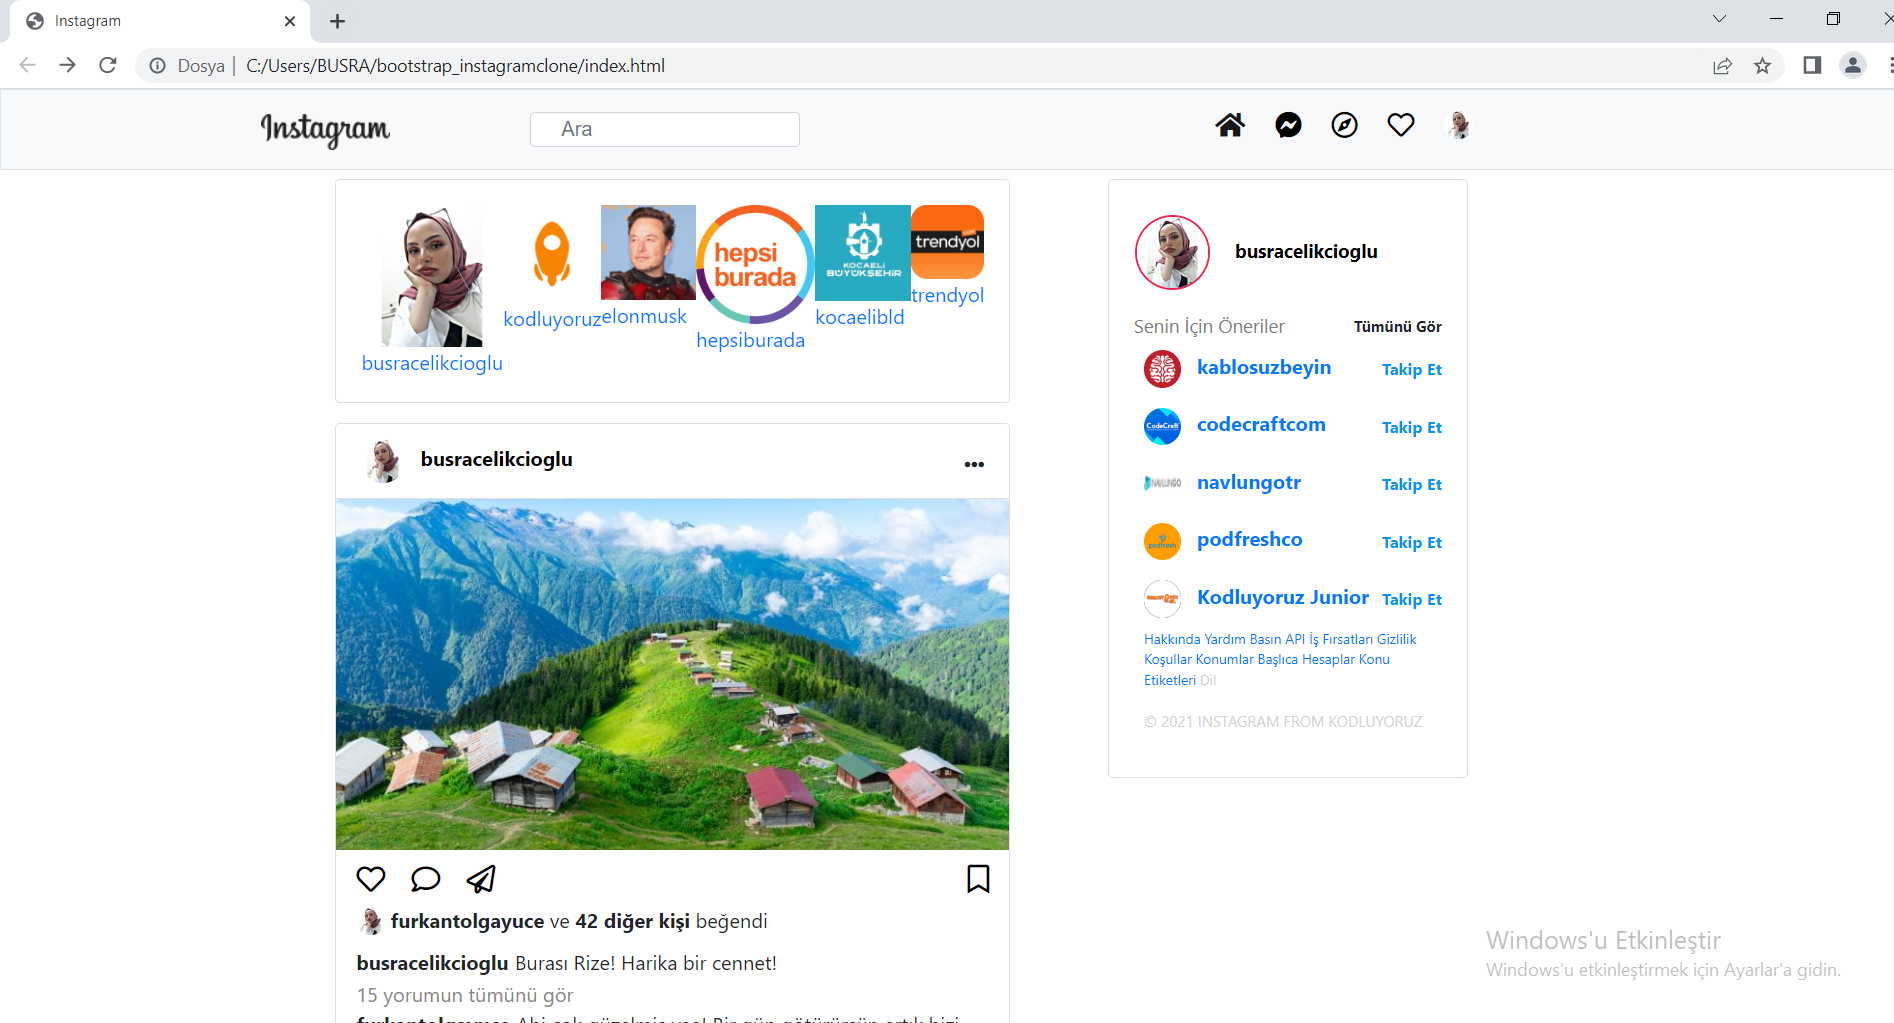 Instagram
Dosya | C:/Users/BUSRA/bootstrap_instagramclone/index.html
Instagram
Ara
hepsi
burada
KOCAELİ
BÜYÜKŞEHİR
trendyol
busracelikcioglu
kodluyoruz
elonmusk
hepsiburada
kocaelibld
trendyol
busracelikcioglu
furkantolgayuce ve 42 diğer kişi beğendi
busracelikcioglu Burası Rize! Harika bir cennet!
15 yorumun tümünü gör
busracelikcioglu
Senin İçin Öneriler
Tümünü Gör
kablosuzbeyin
Takip Et
CodeCraft
codecraftcom
Takip Et
NAVLUNGO
navlungotr
Takip Et
podfresh
podfreshco
Takip Et
Kodluyoruz Junior
Takip Et
Hakkında Yardım Basın API İş Fırsatları Gizlilik
Koşullar Konumlar Başlıca Hesaplar Konu
Etiketleri Dil
© 2021 INSTAGRAM FROM KODLUYORUZ
Windows'u Etkinleştir
Windows'u etkinleştirmek için Ayarlar'a gidin.